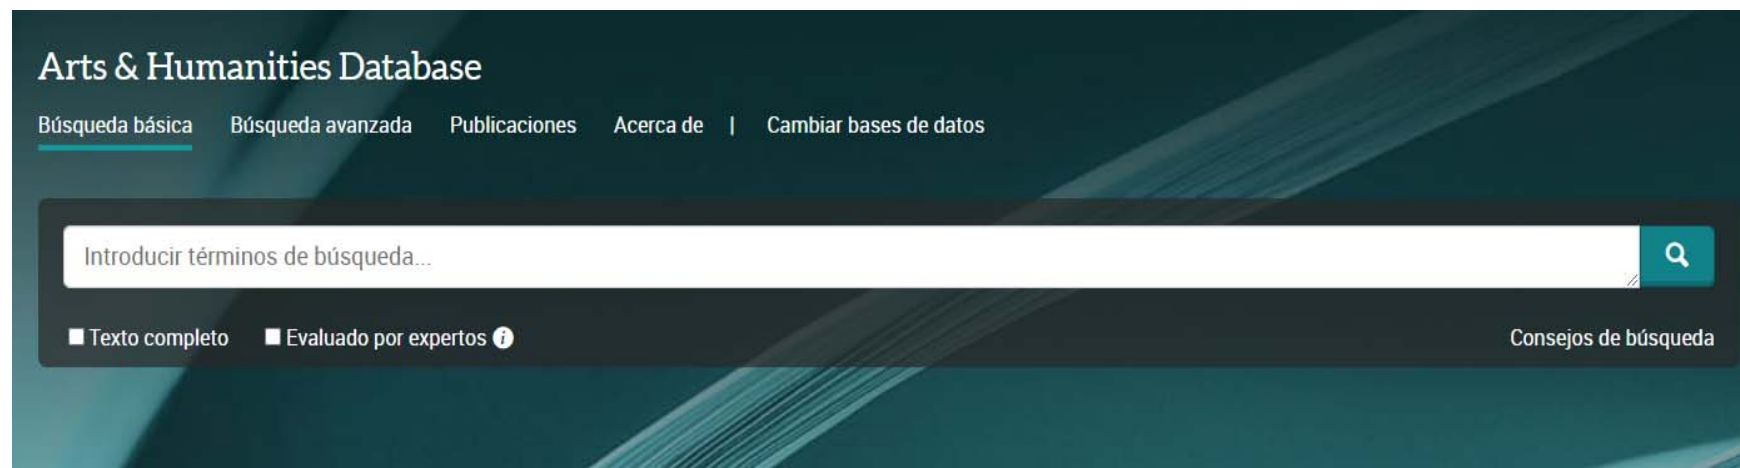 Arts & Humanities Database
Búsqueda básica Búsqueda avanzada Publicaciones Acerca de | Cambiar bases de datos
Introducir términos de búsqueda...
Texto completo Evaluado por expertos i Consejos de búsqueda